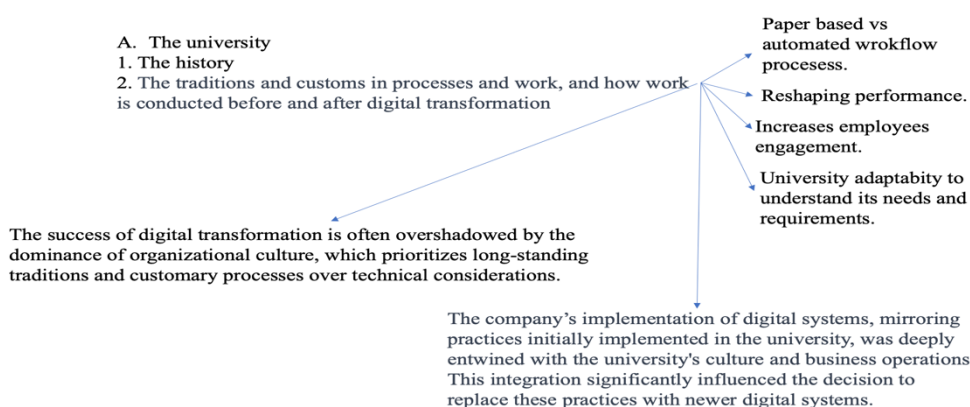 A. The university
1. The history
2. The traditions and customs in processes and work, and how work
is conducted before and after digital transformation
Paper based vs
automated wrokflow
procesess.
Reshaping performance.
Increases employees
engagement.
University adaptabity to
understand its needs and
requirements.
The success of digital transformation is often overshadowed by the
dominance of organizational culture, which prioritizes long-standing
traditions and customary processes over technical considerations.
The company's implementation of digital systems, mirroring
practices initially implemented in the university, was deeply
entwined with the university's culture and business operations
This integration significantly influenced the decision to
replace these practices with newer digital systems.